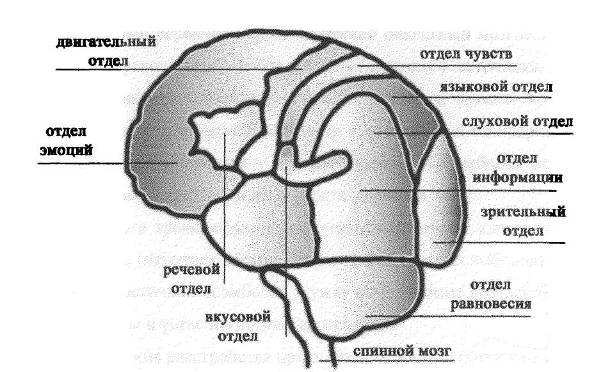 двигательный
отдел
отдел чувств
языковой отдел
слуховой отдел
отдел
эмоций
отдел
информации
зрительный
отдел
речевой
отдел
отдел
равновесия
вкусовой
отдел
спинной мозг